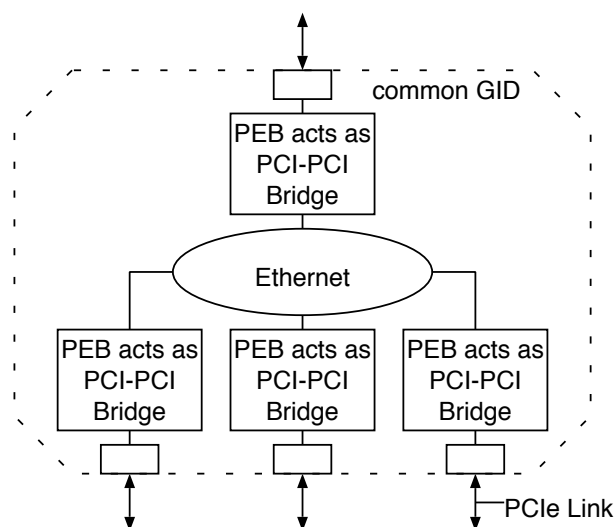 common GID
PEB acts as
PCI-PCI
Bridge
Ethernet
PEB acts as
PCI-PCI
Bridge
PEB acts as
PCI-PCI
Bridge
PEB acts as
PCI-PCI
Bridge
PCIe Link